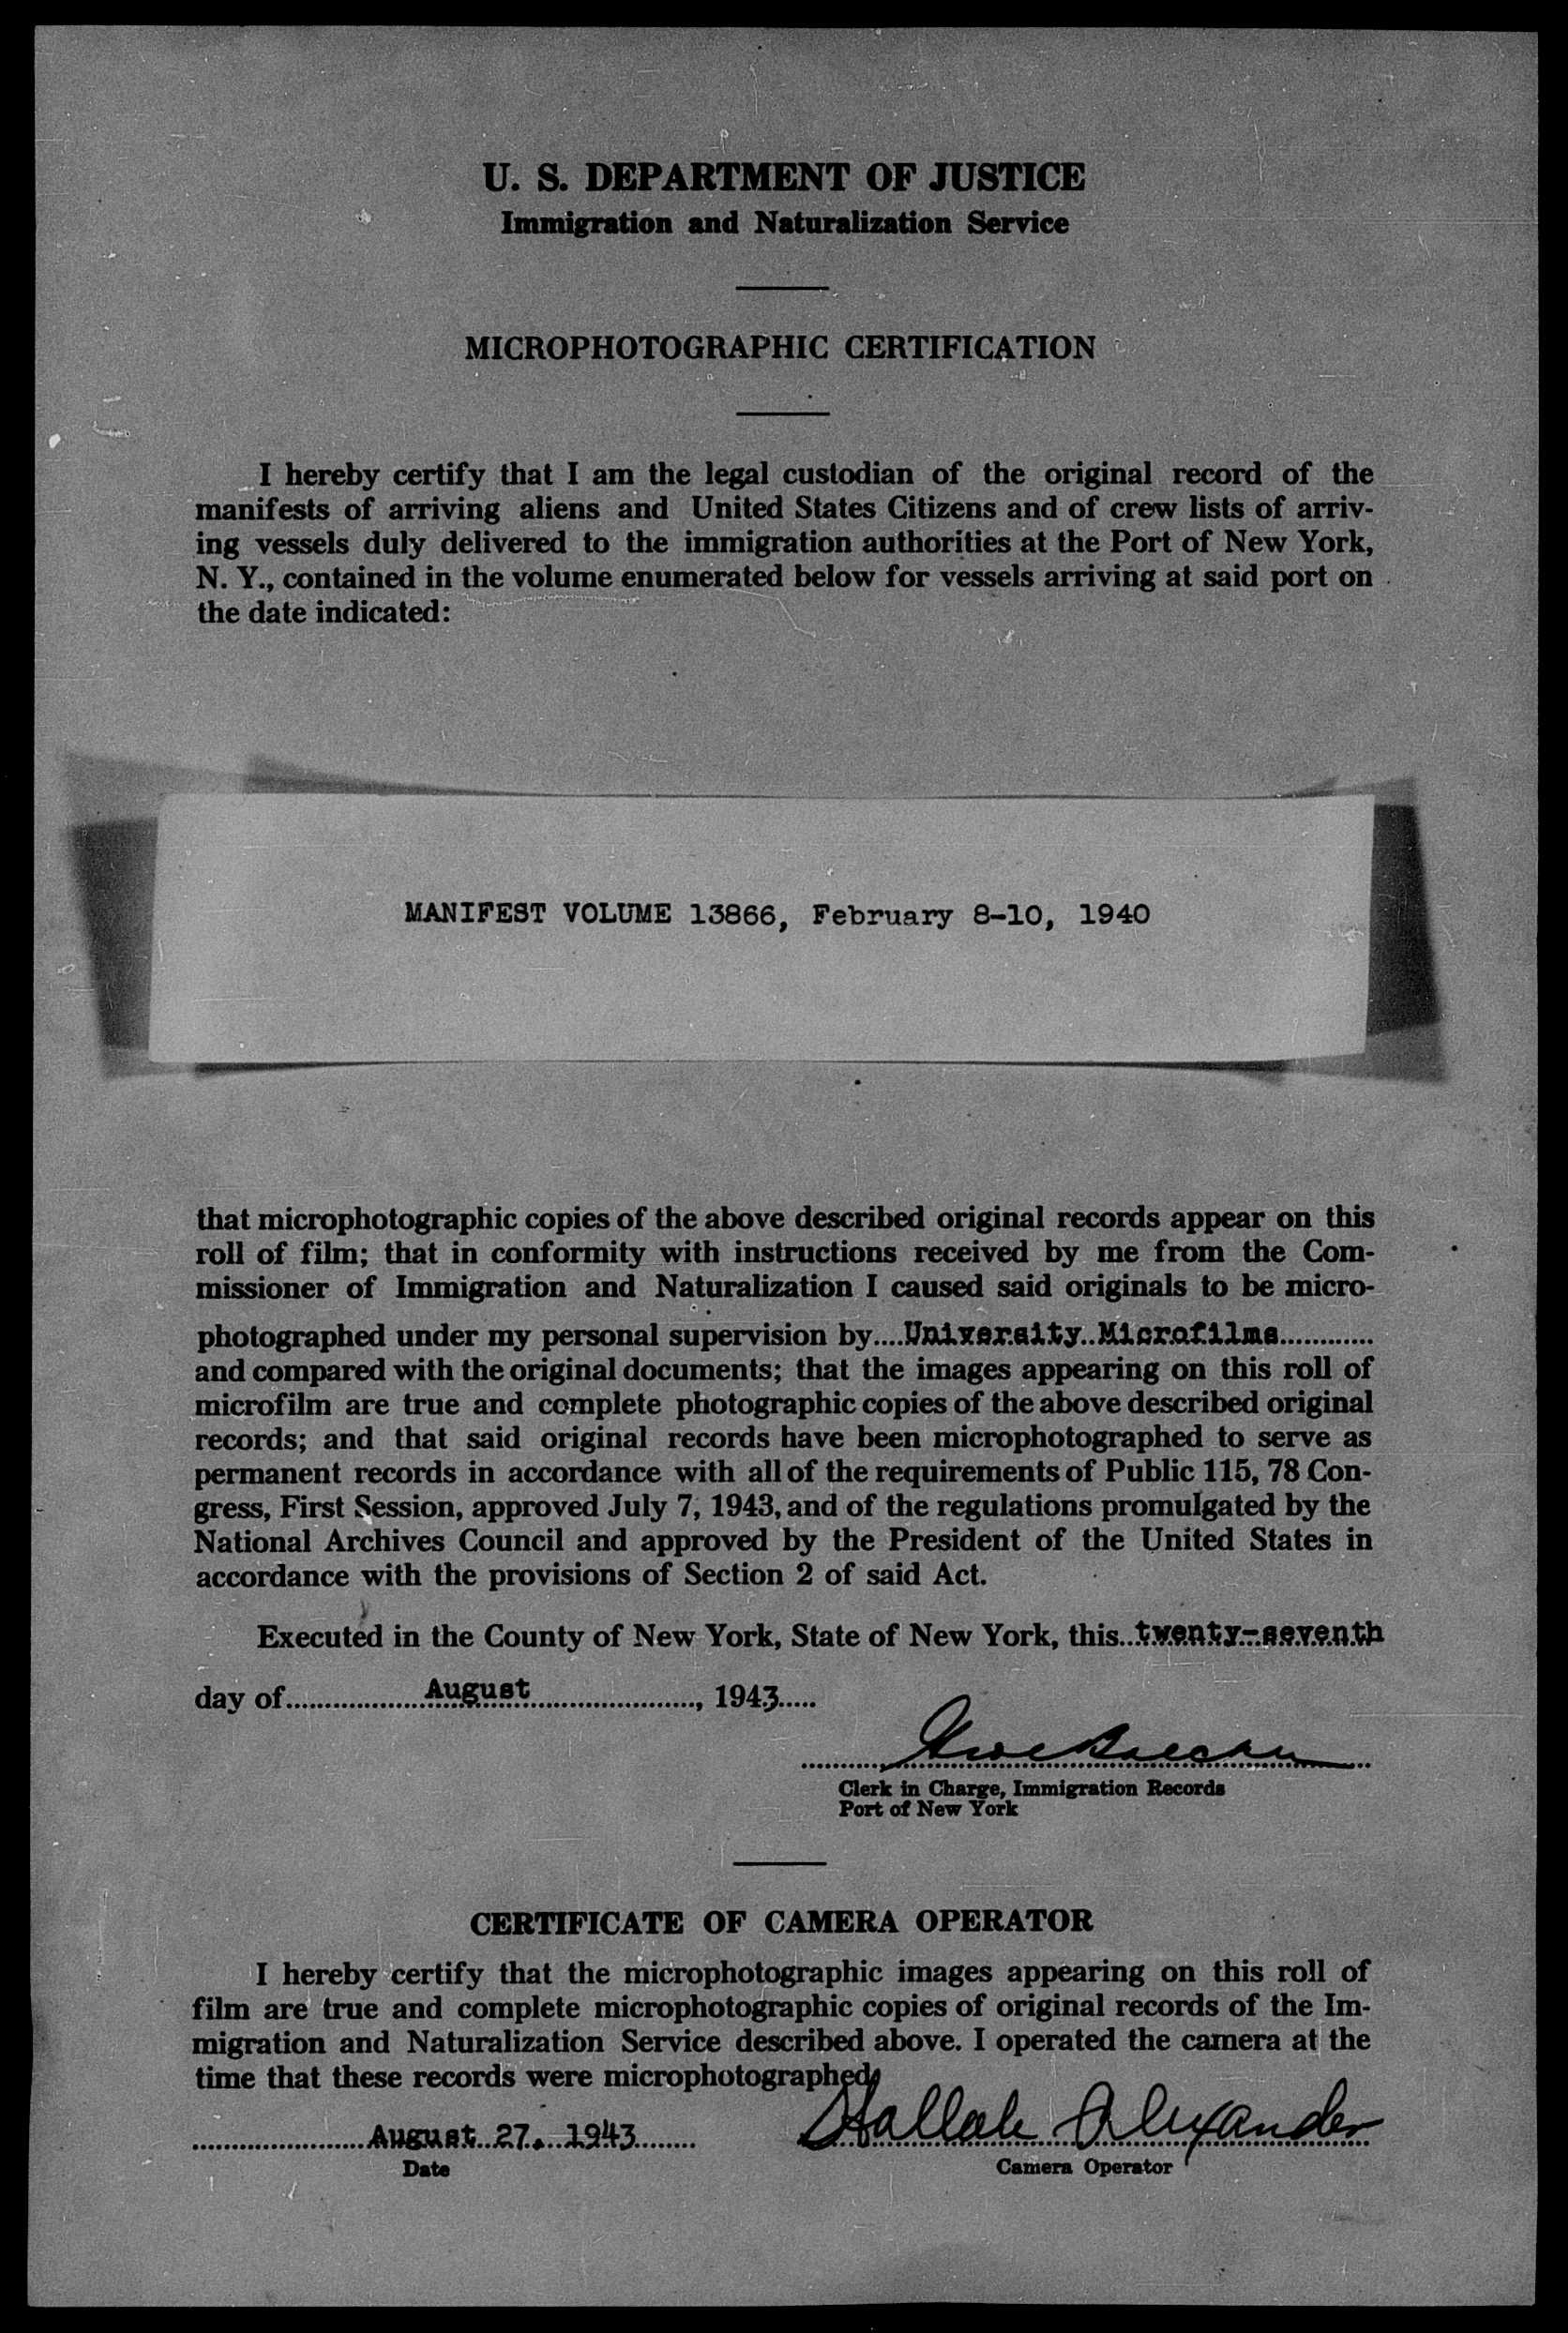 U. S. DEPARTMENT OF JUSTICE
Immigration and Naturalization Service
MICROPHOTOGRAPHIC CERTIFICATION
I hereby certify that I am the legal custodian of the original record of the
manifests of arriving aliens and United States Citizens and of crew lists of arriv-
ing vessels duly delivered to the immigration authorities at the Port of New York,
N. Y., contained in the volume enumerated below for vessels arriving at said port on
the date indicated:
MANIFEST VOLUME 13866, February 8-10, 1940
that microphotographic copies of the above described original records appear on this
roll of film; that in conformity with instructions received by me from the Com-
missioner of Immigration and Naturalization I caused said originals to be micro-
photographed under my personal supervision by....University Microfilms............
and compared with the original documents; that the images appearing on this roll of
microfilm are true and complete photographic copies of the above described original
records; and that said original records have been microphotographed to serve as
permanent records in accordance with all of the requirements of Public 115, 78 Con-
gress, First Session, approved July 7, 1943, and of the regulations promulgated by the
National Archives Council and approved by the President of the United States in
accordance with the provisions of Section 2 of said Act.
Executed in the County of New York, State of New York, this..twenty-seventh
day of....................August........................, 1943.....
Clerk in Charge, Immigration Records
Port of New York
CERTIFICATE OF CAMERA OPERATOR
I hereby certify that the microphotographic images appearing on this roll of
film are true and complete microphotographic copies of original records of the Im-
migration and Naturalization Service described above. I operated the camera at the
time that these records were microphotographed.
August 27, 1943 Alexander
Date
Camera Operator